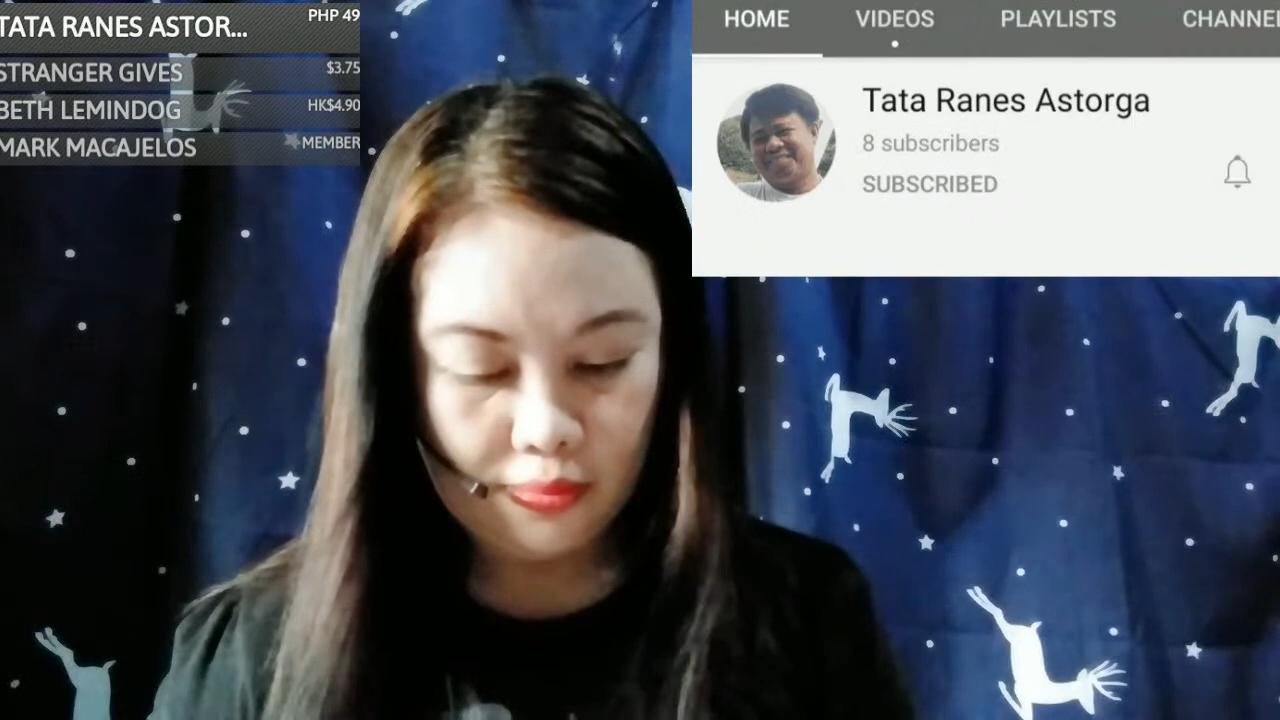 TATA RANES ASTOR... PHP 49
STRANGER GIVES $3.75
BETH LEMINDOG HK$4.90
MARK MACAJELOS MEMBER
HOME VIDEOS PLAYLISTS CHANNEL
Tata Ranes Astorga
8 subscribers
SUBSCRIBED